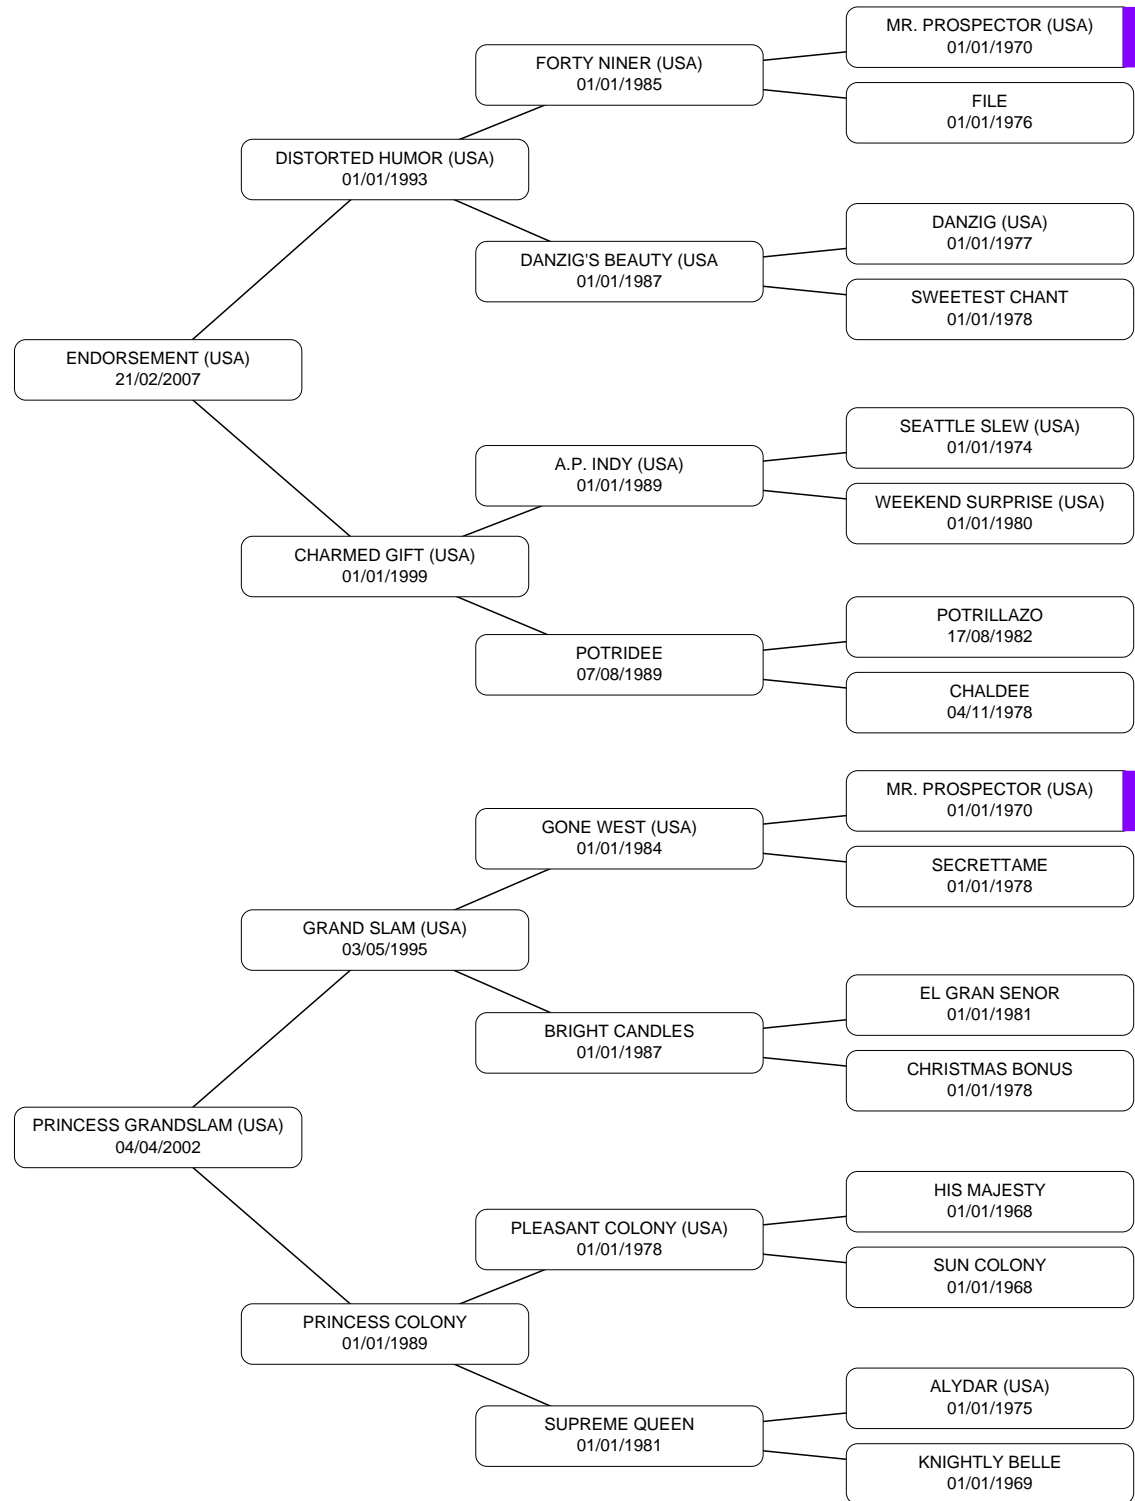 MR. PROSPECTOR (USA)
01/01/1970
FORTY NINER (USA)
01/01/1985
FILE
01/01/1976
DISTORTED HUMOR (USA)
01/01/1993
DANZIG (USA)
01/01/1977
DANZIG'S BEAUTY (USA
01/01/1987
SWEETEST CHANT
01/01/1978
ENDORSEMENT (USA)
21/02/2007
SEATTLE SLEW (USA)
01/01/1974
A.P. INDY (USA)
01/01/1989
WEEKEND SURPRISE (USA)
01/01/1980
CHARMED GIFT (USA)
01/01/1999
POTRILLAZO
17/08/1982
POTRIDEE
07/08/1989
CHALDEE
04/11/1978
MR. PROSPECTOR (USA)
01/01/1970
GONE WEST (USA)
01/01/1984
SECRETTAME
01/01/1978
GRAND SLAM (USA)
03/05/1995
EL GRAN SENOR
01/01/1981
BRIGHT CANDLES
01/01/1987
CHRISTMAS BONUS
01/01/1978
PRINCESS GRANDSLAM (USA)
04/04/2002
HIS MAJESTY
01/01/1968
PLEASANT COLONY (USA)
01/01/1978
SUN COLONY
01/01/1968
PRINCESS COLONY
01/01/1989
ALYDAR (USA)
01/01/1975
SUPREME QUEEN
01/01/1981
KNIGHTLY BELLE
01/01/1969